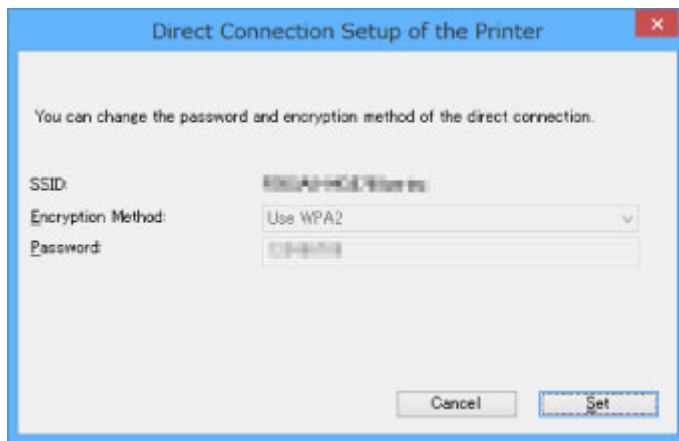 Direct Connection Setup of the Printer
You can change the password and encryption method of the direct connection.
SSID:
Encryption Method: Use WPA2
Password:
Cancel Set